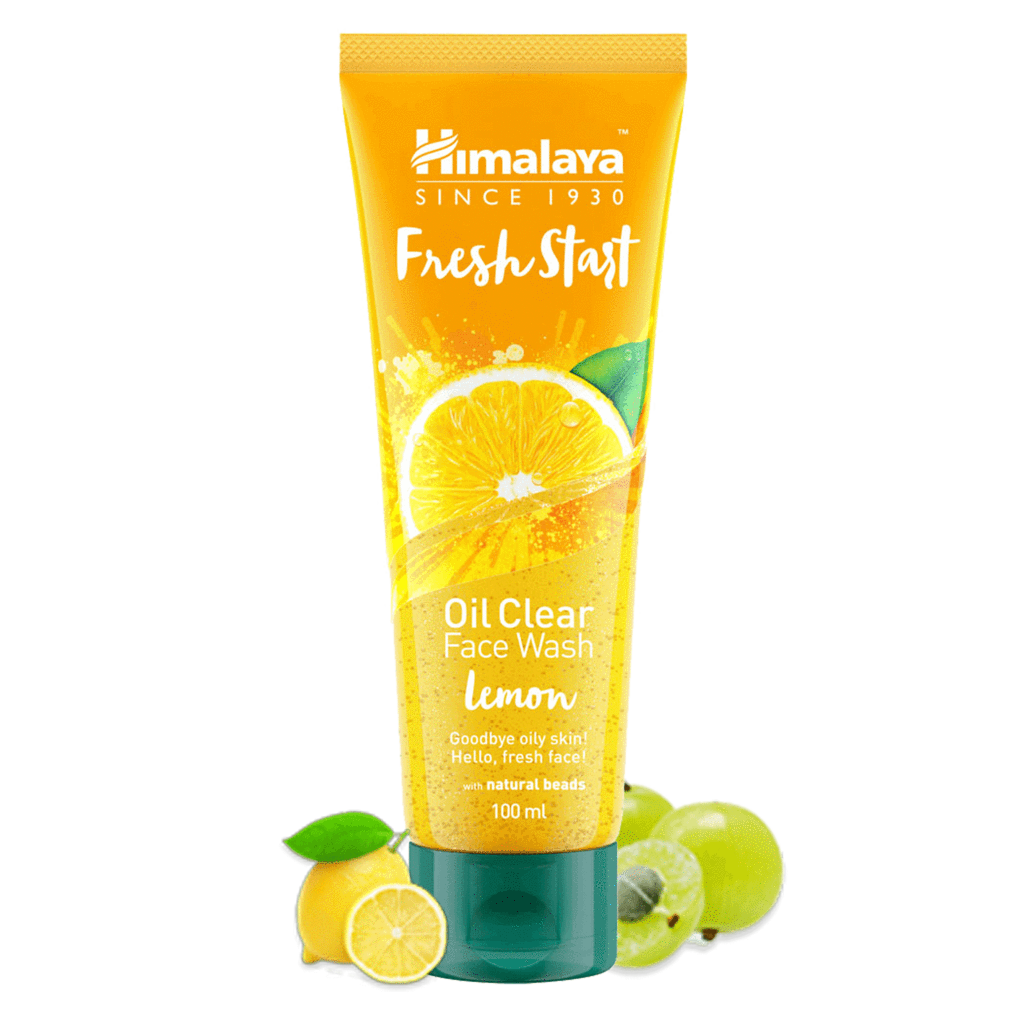 Himalaya™
SINCE 1930
Fresh Start
Oil Clear
Face Wash
Lemon
Goodbye oily skin!
Hello, fresh face!
with natural beads
100 ml